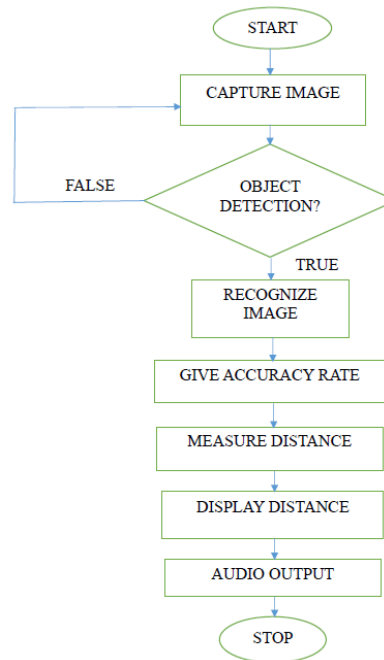 START
CAPTURE IMAGE
FALSE
OBJECT
DETECTION?
TRUE
RECOGNIZE
IMAGE
GIVE ACCURACY RATE
MEASURE DISTANCE
DISPLAY DISTANCE
AUDIO OUTPUT
STOP